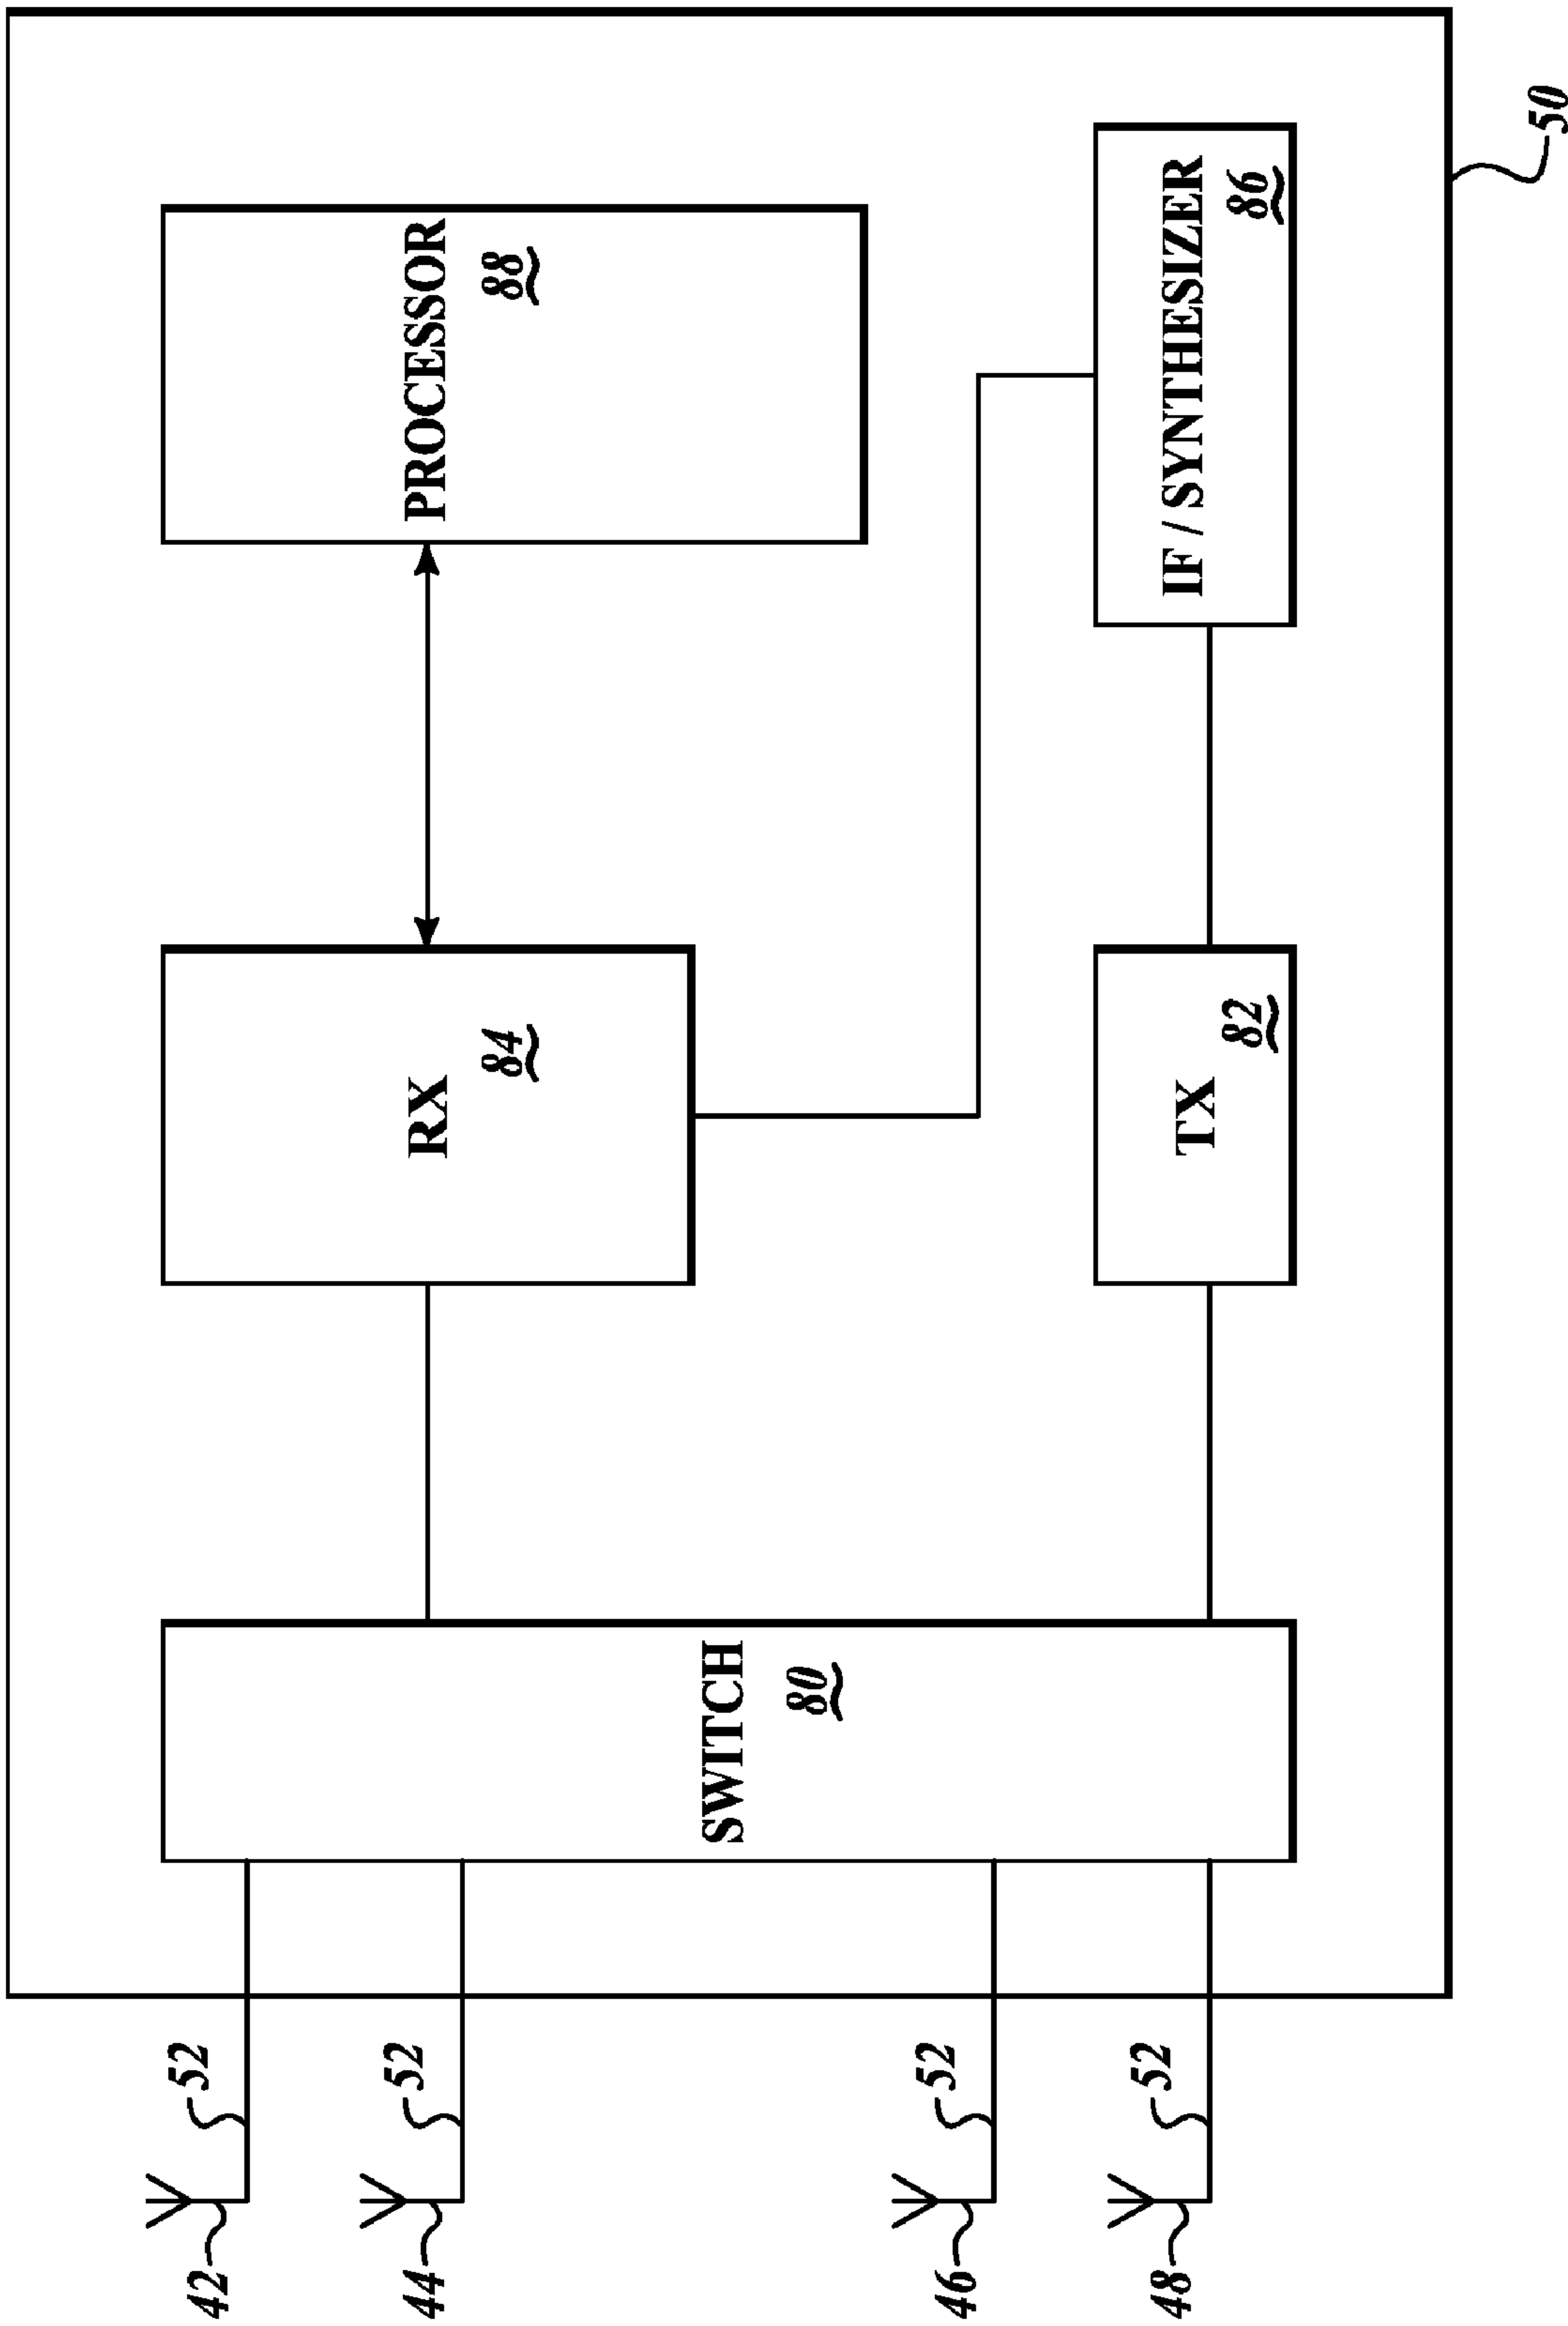 42
52
44
52
46
52
48
52
SWITCH
80
RX
84
TX
82
PROCESSOR
88
IF / SYNTHESIZER
86
50